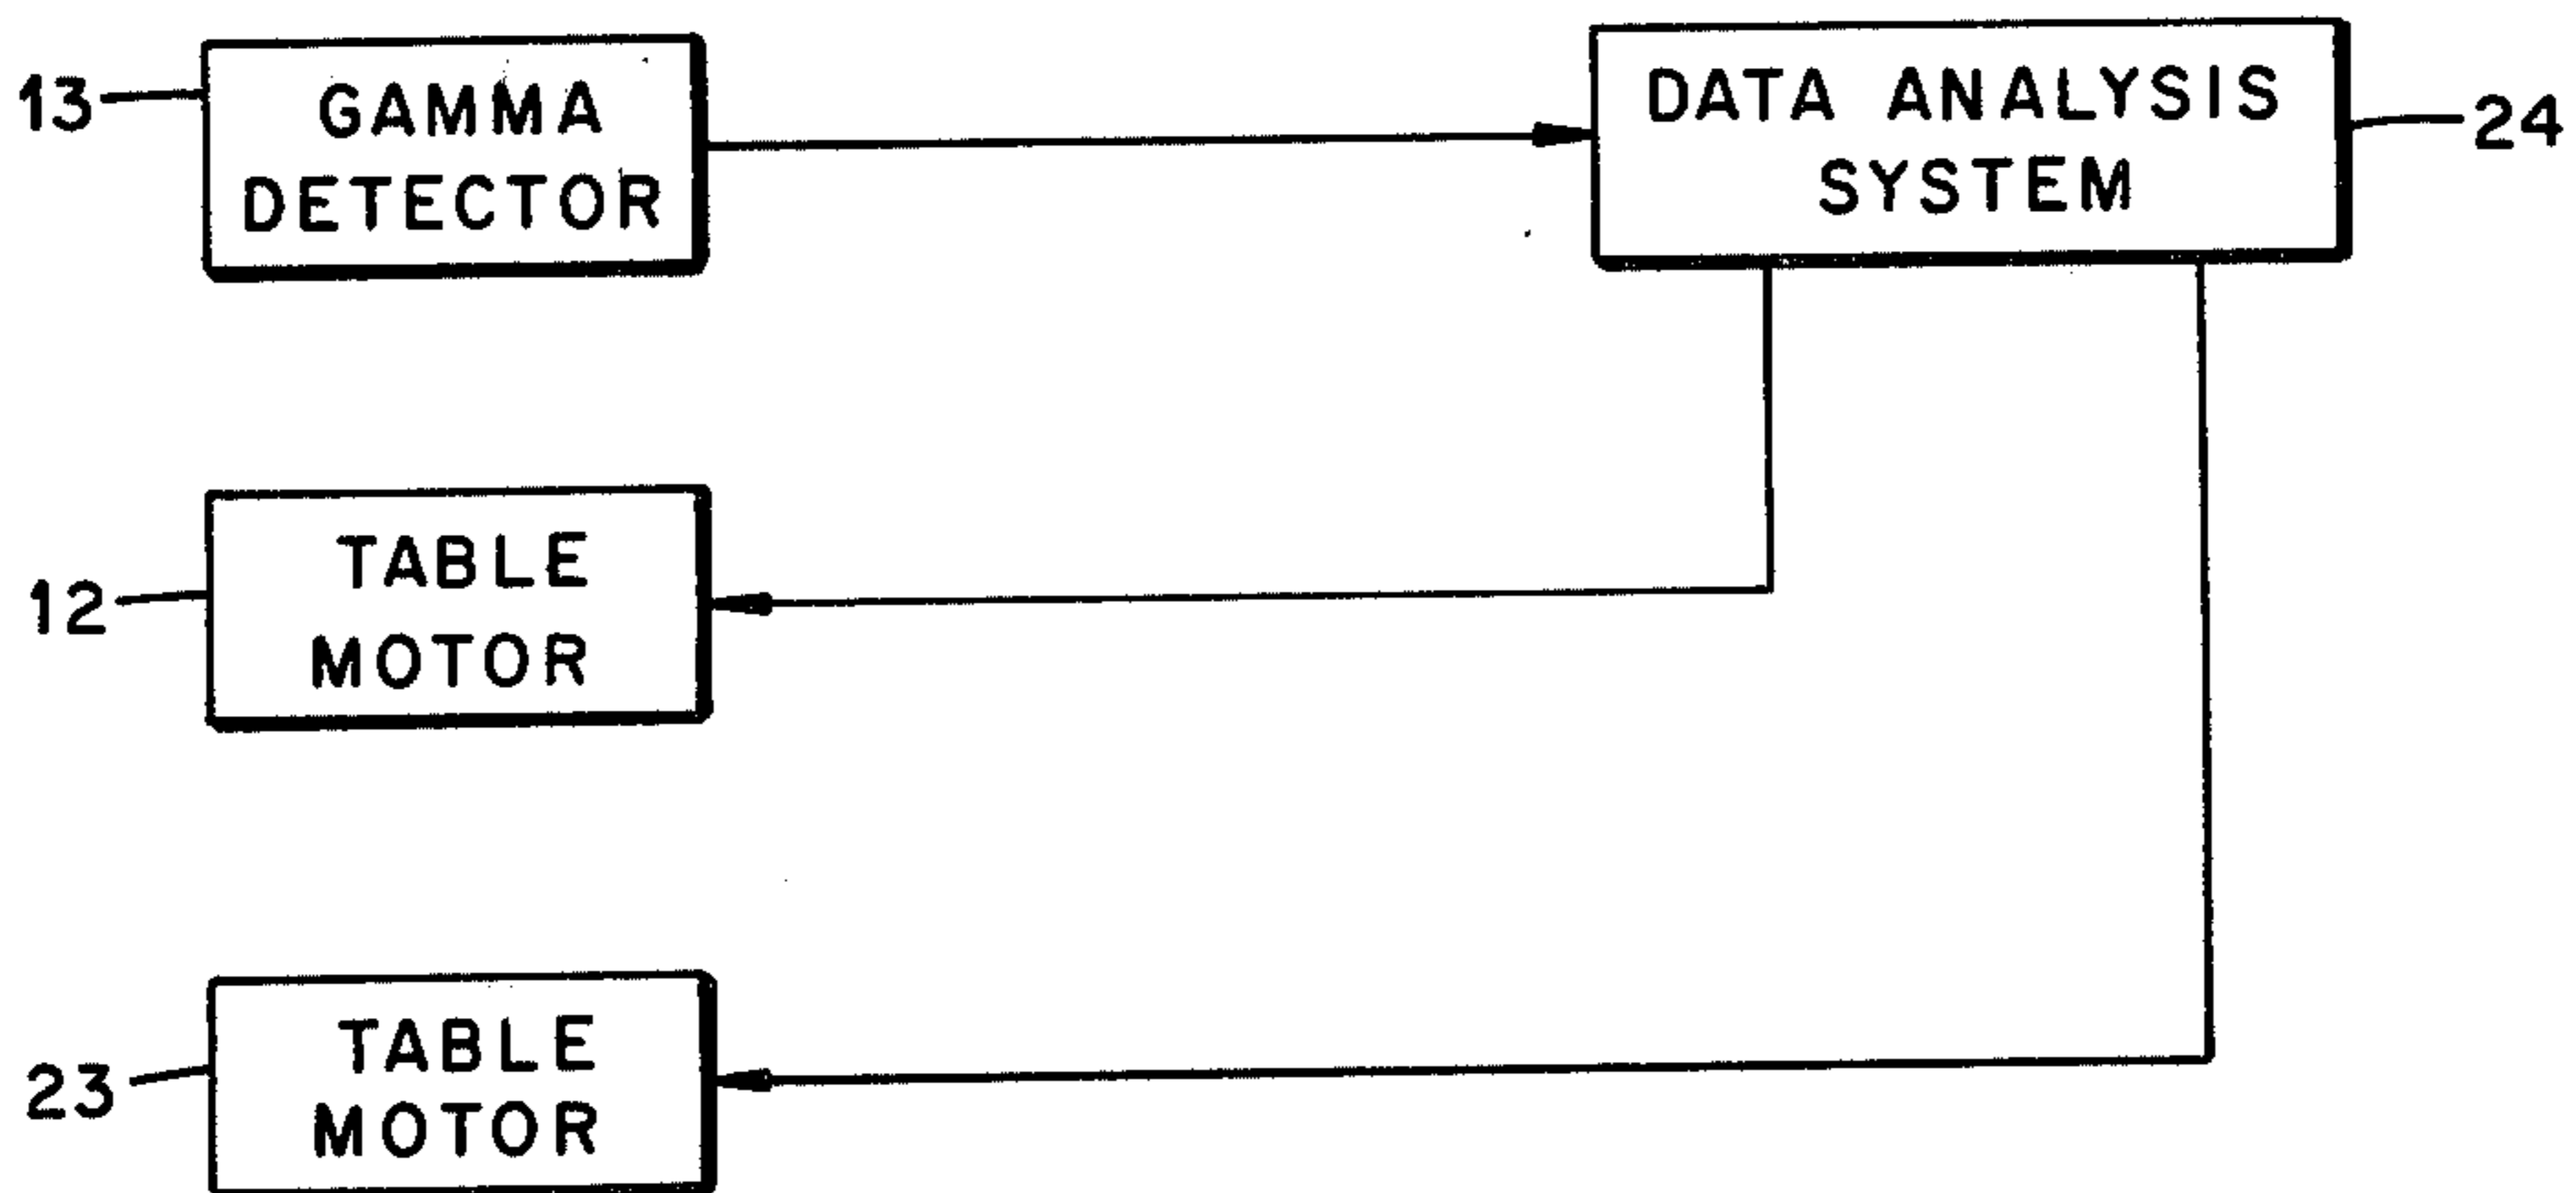 13
GAMMA
DETECTOR
DATA ANALYSIS
SYSTEM
24
12
TABLE
MOTOR
23
TABLE
MOTOR